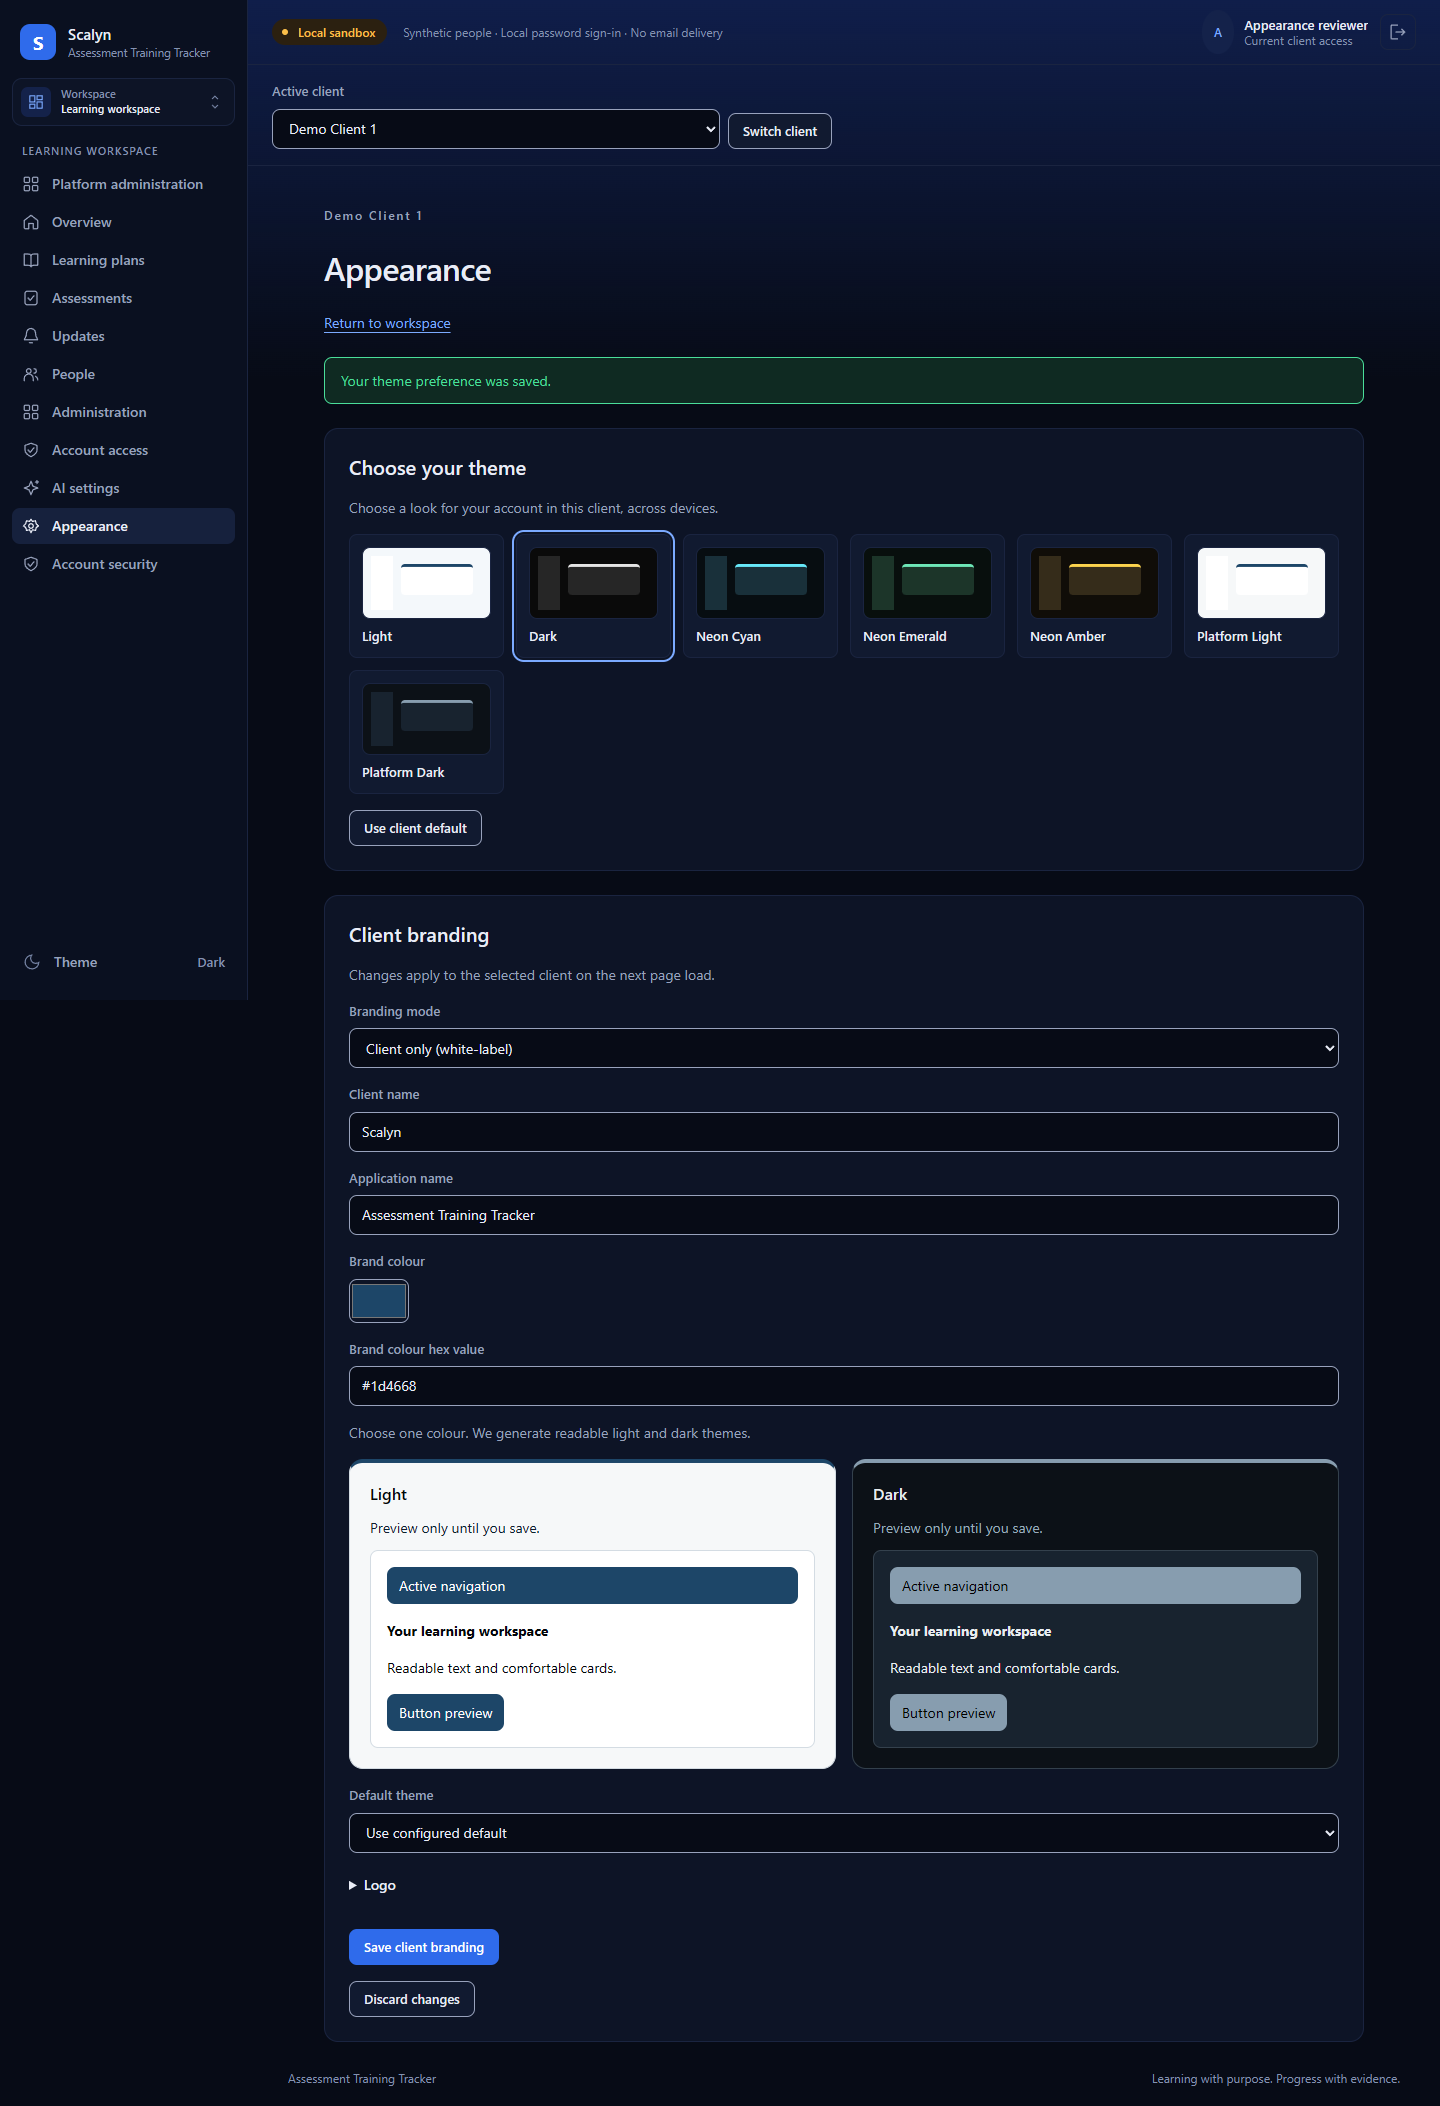 S
Scalyn
Assessment Training Tracker
Workspace
Learning workspace
LEARNING WORKSPACE
Platform administration
Overview
Learning plans
Assessments
Updates
People
Administration
Account access
AI settings
Appearance
Account security
Theme
Dark
Local sandbox
Synthetic people · Local password sign-in · No email delivery
A
Appearance reviewer
Current client access
Active client
Demo Client 1
Switch client
Demo Client 1
Appearance
Return to workspace
Your theme preference was saved.
Choose your theme
Choose a look for your account in this client, across devices.
Light
Dark
Neon Cyan
Neon Emerald
Neon Amber
Platform Light
Platform Dark
Use client default
Client branding
Changes apply to the selected client on the next page load.
Branding mode
Client only (white-label)
Client name
Scalyn
Application name
Assessment Training Tracker
Brand colour
Brand colour hex value
#1d4668
Choose one colour. We generate readable light and dark themes.
Light
Preview only until you save.
Active navigation
Your learning workspace
Readable text and comfortable cards.
Button preview
Dark
Preview only until you save.
Active navigation
Your learning workspace
Readable text and comfortable cards.
Button preview
Default theme
Use configured default
Logo
Save client branding
Discard changes
Assessment Training Tracker
Learning with purpose. Progress with evidence.